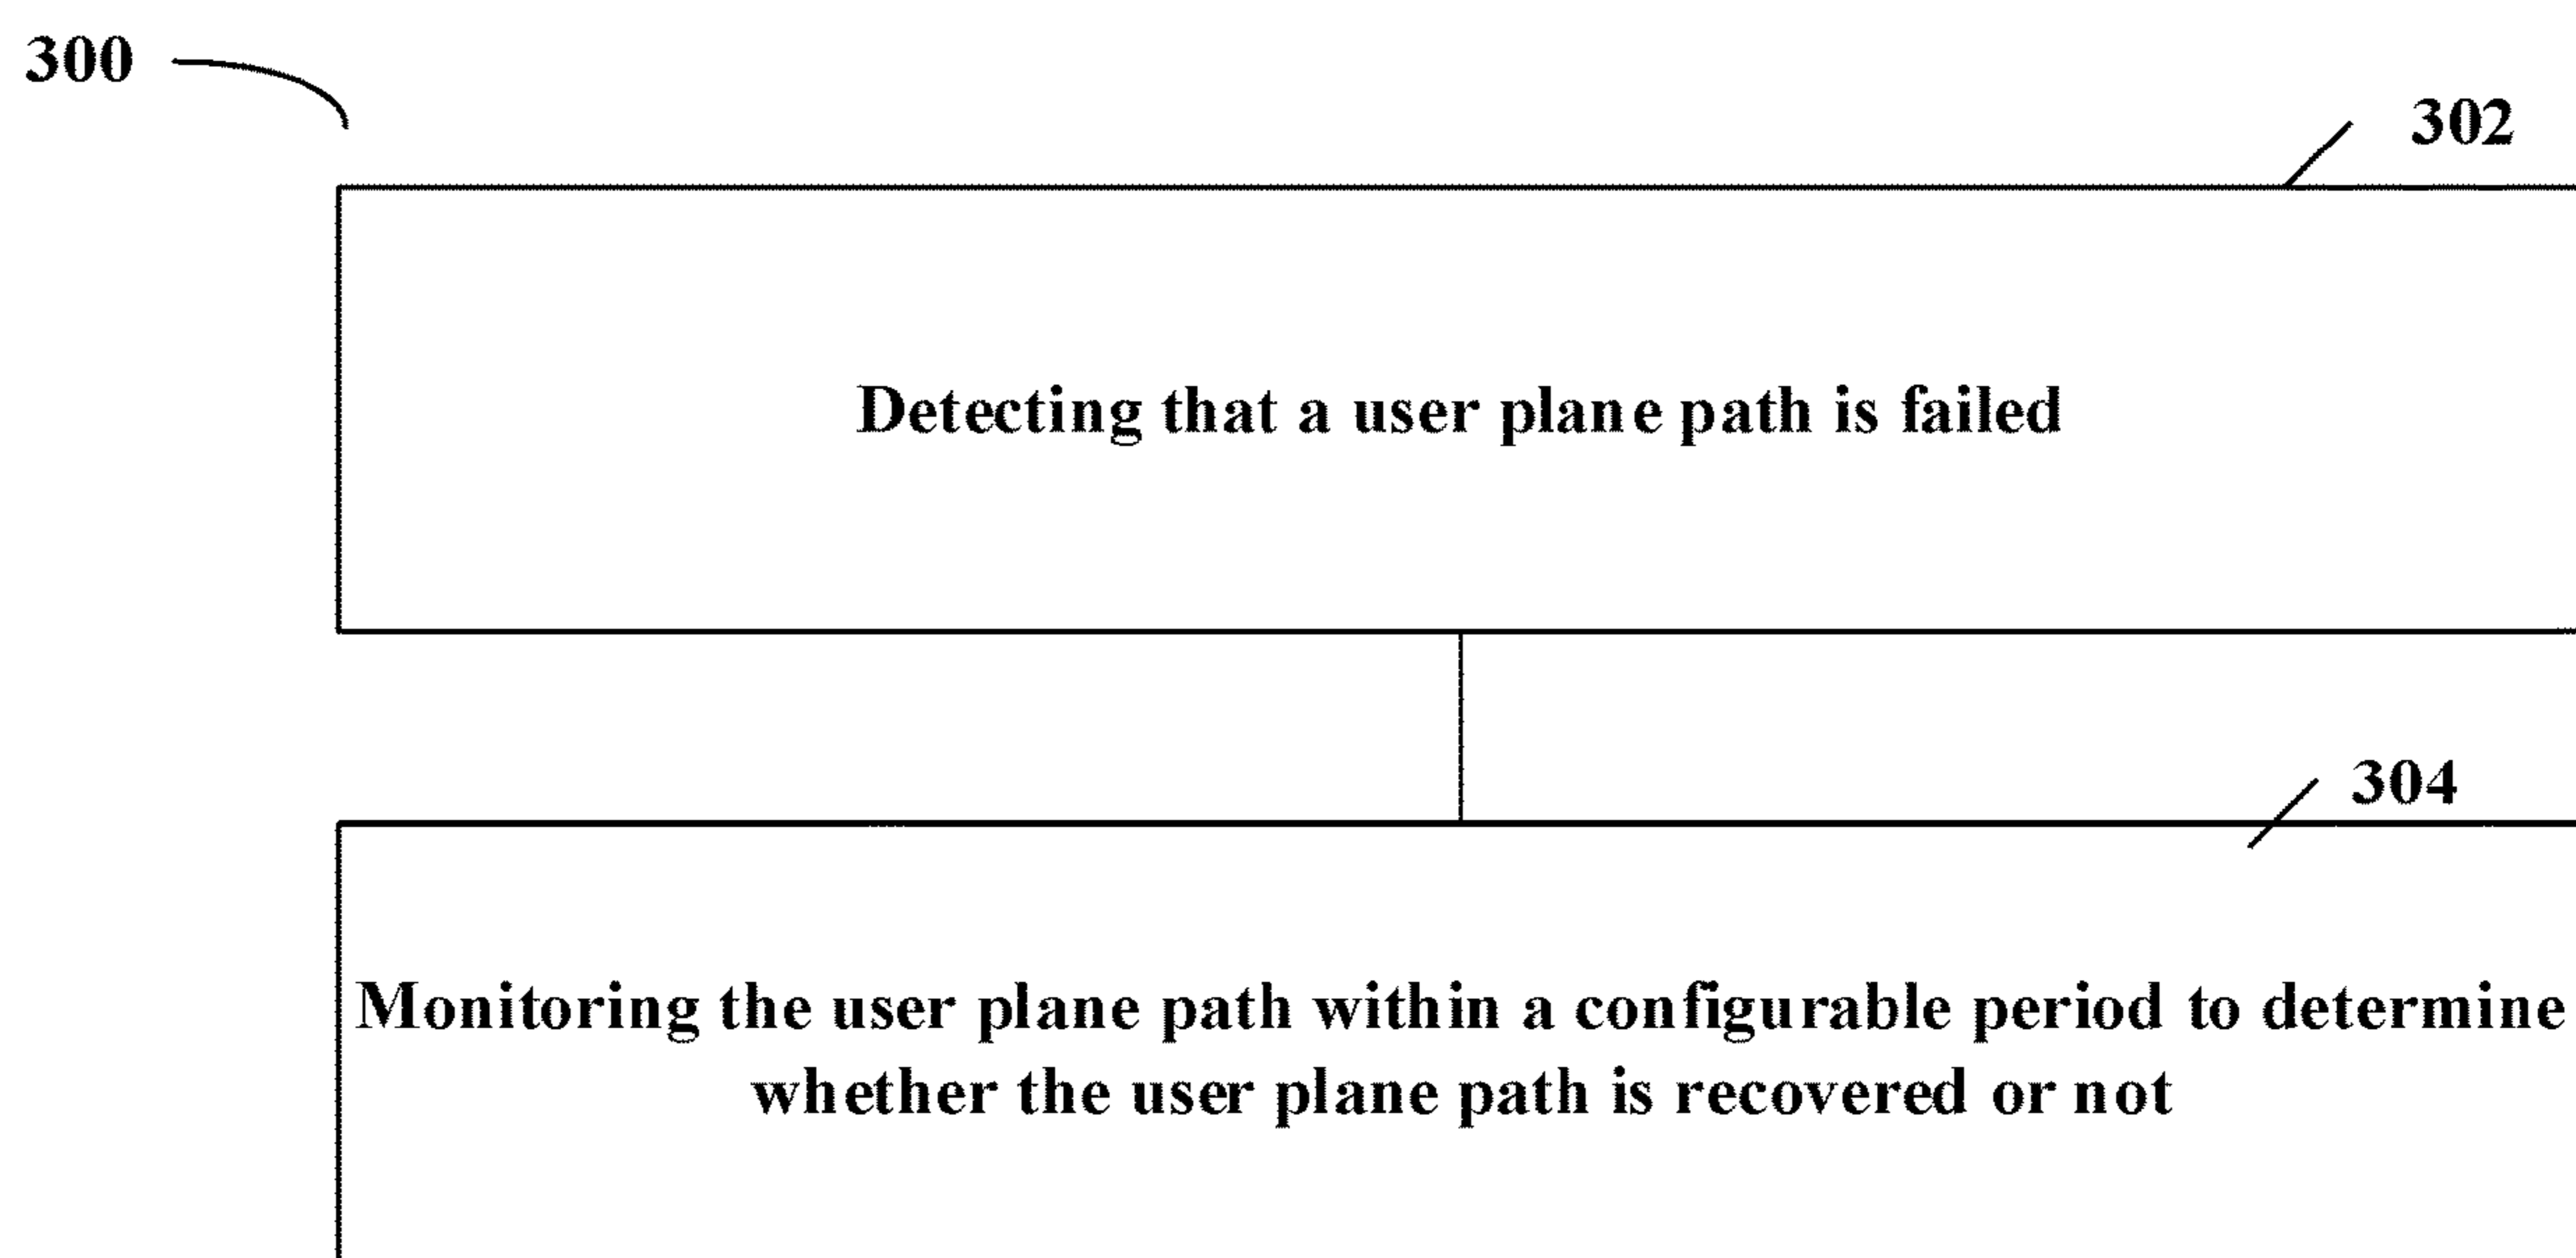 300
302
Detecting that a user plane path is failed
304
Monitoring the user plane path within a configurable period to determine
whether the user plane path is recovered or not